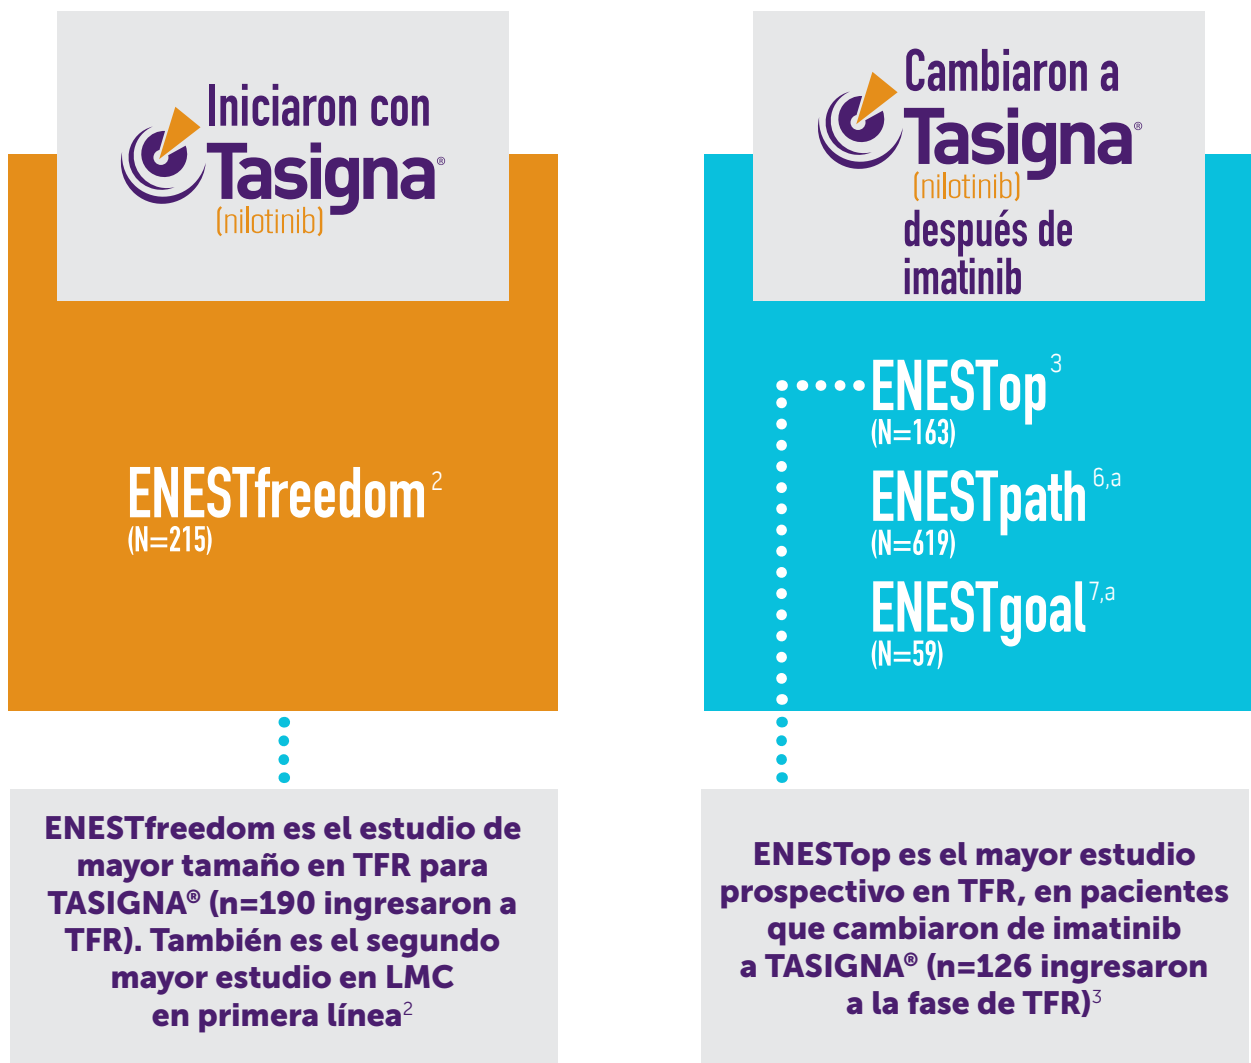 Iniciaron con
Tasigna®
(nilotinib)
ENESTfreedom2
(N=215)
ENESTfreedom es el estudio de
mayor tamaño en TFR para
TASIGNA® (n=190 ingresaron a
TFR). También es el segundo
mayor estudio en LMC
en primera línea2
Cambiaron a
Tasigna®
(nilotinib)
después de
imatinib
ENESTop3
(N=163)
ENESTpath6,a
(N=619)
ENESTgoal7,a
(N=59)
ENESTop es el mayor estudio
prospectivo en TFR, en pacientes
que cambiaron de imatinib
a TASIGNA® (n=126 ingresaron
a la fase de TFR)3